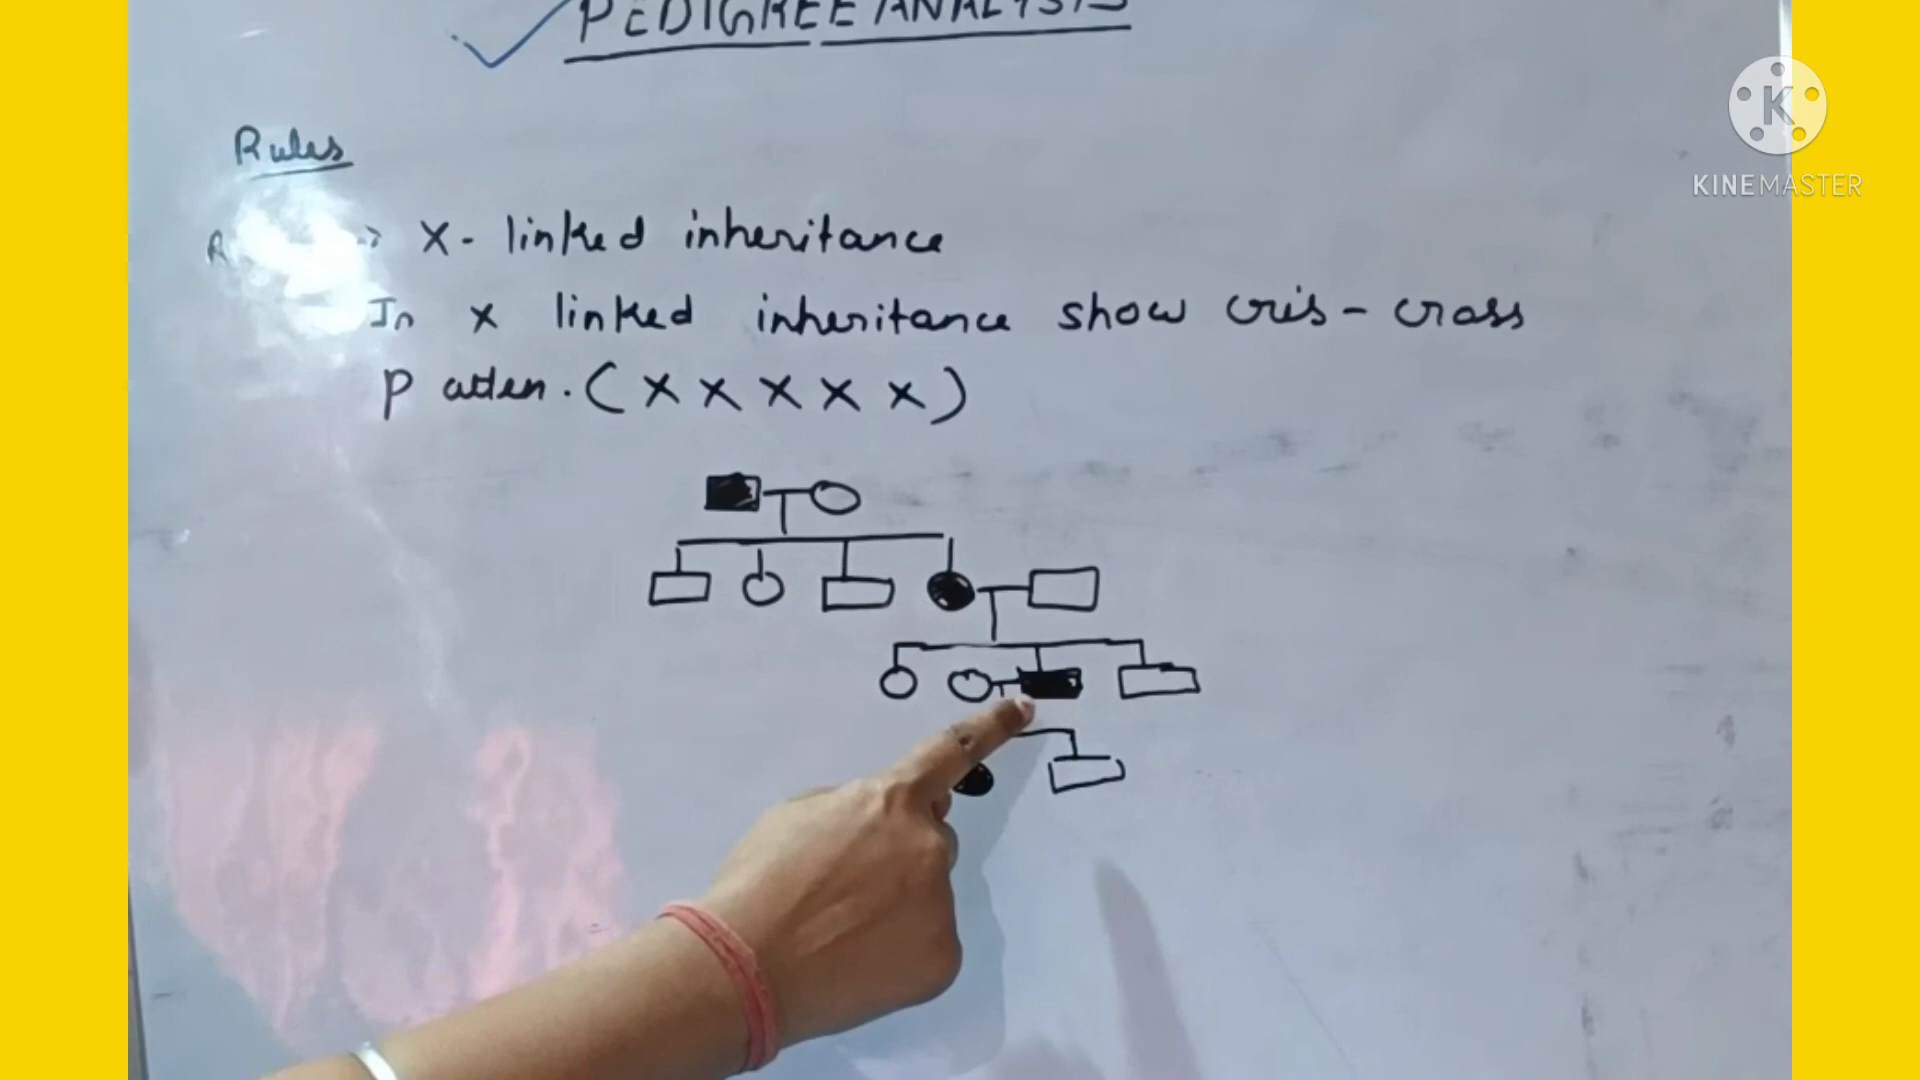 PEDIGREE ANALYSIS
Rules
X - linked inheritance
In X linked inheritance show cris - cross
Patten. (X X X X X)
K
KINEMASTER